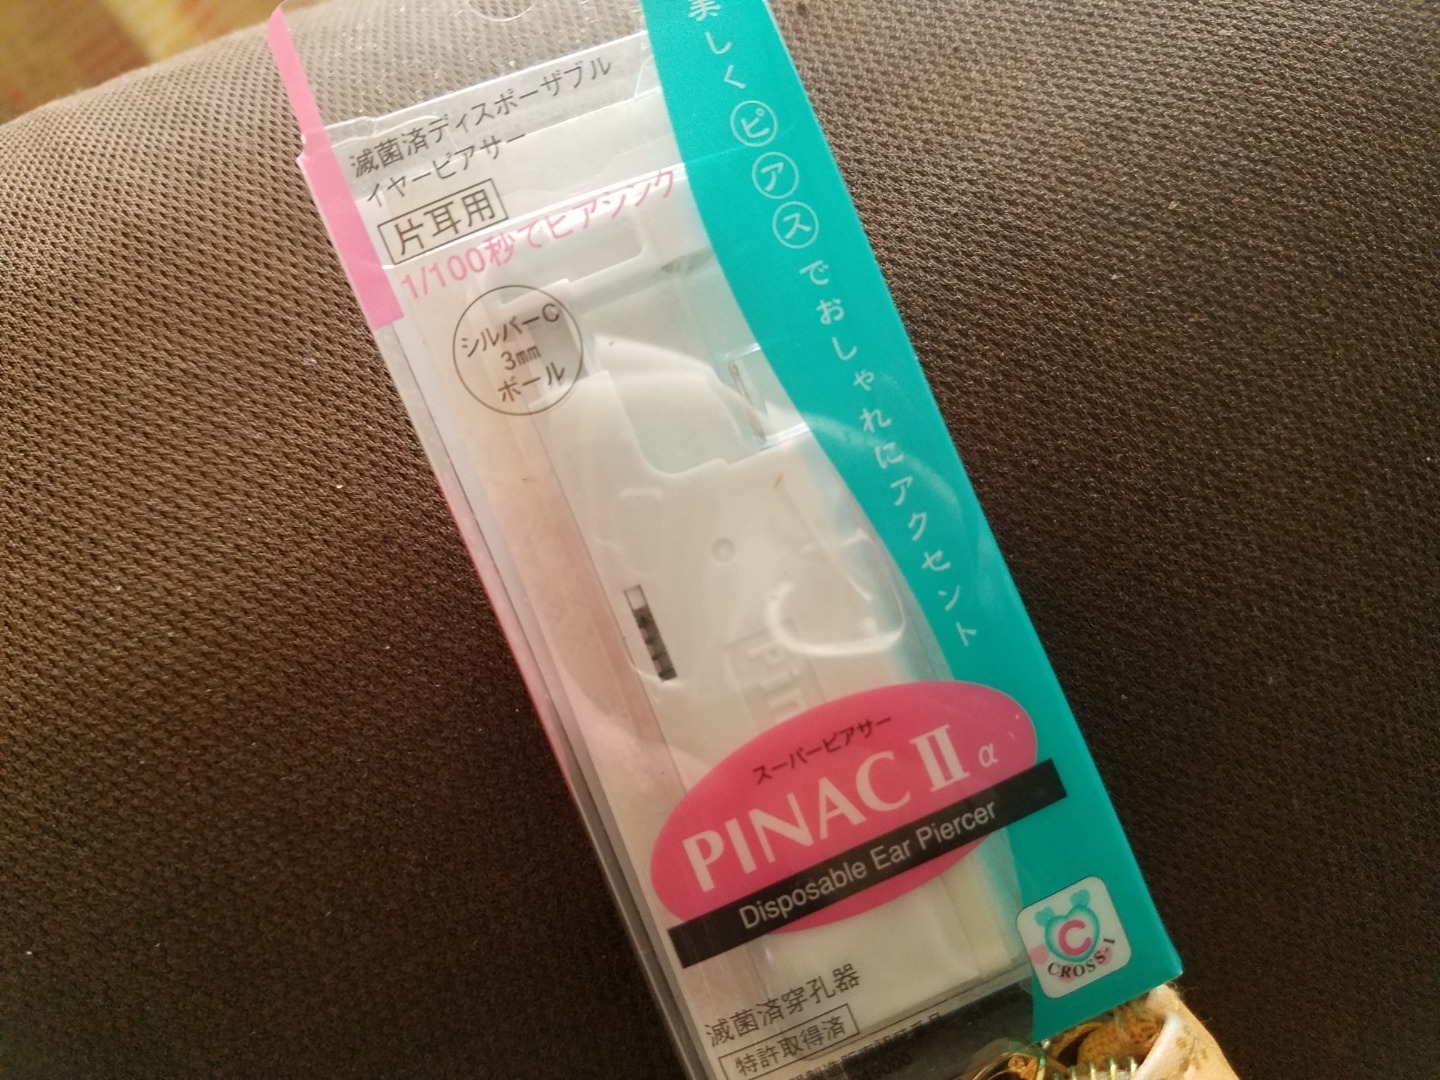 滅菌済ディスポーザブル
イヤーピアサー
片耳用
1/100秒でピアシング
シルバーC
3mm
ボール
美しくピアスでおしゃれにアクセント
スーパーピアサー
PINAC II α
Disposable Ear Piercer
C
CROSS-1
滅菌済穿孔器
特許取得済